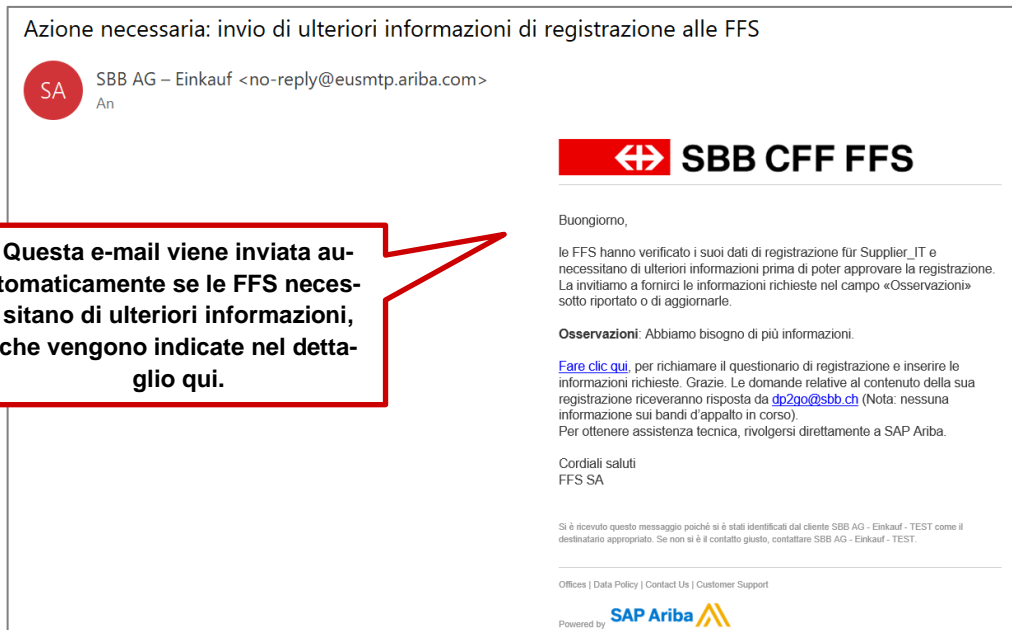 Azione necessaria: invio di ulteriori informazioni di registrazione alle FFS
SA
SBB AG – Einkauf <no-reply@eusmtp.ariba.com>
An
SBB CFF FFS
Buongiorno,
le FFS hanno verificato i suoi dati di registrazione für Supplier_IT e
necessitano di ulteriori informazioni prima di poter approvare la registrazione.
La invitiamo a fornirci le informazioni richieste nel campo «Osservazioni»
sotto riportato o di aggiornarle.
Osservazioni: Abbiamo bisogno di più informazioni.
Fare clic qui, per richiamare il questionario di registrazione e inserire le
informazioni richieste. Grazie. Le domande relative al contenuto della sua
registrazione riceveranno risposta da dp2go@sbb.ch (Nota: nessuna
informazione sui bandi d'appalto in corso).
Per ottenere assistenza tecnica, rivolgersi direttamente a SAP Ariba.
Cordiali saluti
FFS SA
Si è ricevuto questo messaggio poiché si è stati identificati dal cliente SBB AG - Einkauf - TEST come il
destinatario appropriato. Se non si è il contatto giusto, contattare SBB AG - Einkauf - TEST.
Offices | Data Policy | Contact Us | Customer Support
Powered by SAP Ariba
Questa e-mail viene inviata au-
tomaticamente se le FFS neces-
sitano di ulteriori informazioni,
che vengono indicate nel detta-
glio qui.